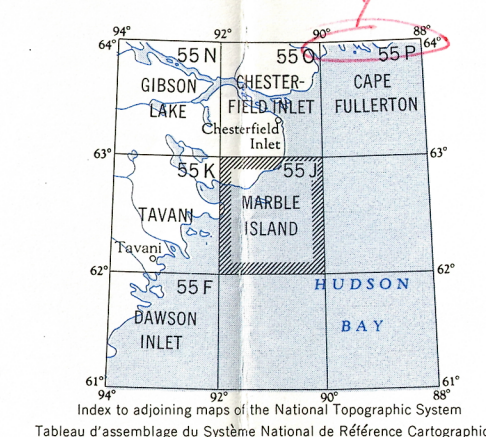 94° 92° 90° 88°
64° 64°
55 N 55 O 55 P
GIBSON CHESTER- CAPE
LAKE FIELD INLET FULLERTON
Chesterfield
Inlet
63° 63°
55 K 55 J
MARBLE
TAVANI ISLAND
Tavani
62° 62°
55 F HUDSON
DAWSON BAY
INLET
61° 61°
94° 92° 90° 88°
Index to adjoining maps of the National Topographic System
Tableau d'assemblage du Système National de Référence Cartographi